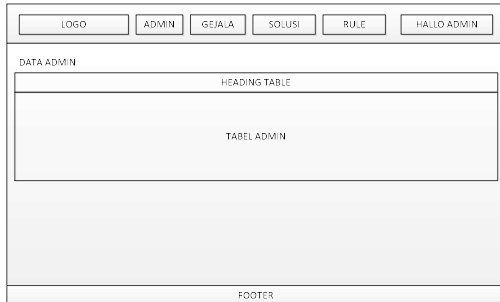 LOGO ADMIN GEJALA SOLUSI RULE HALLO ADMIN
DATA ADMIN
HEADING TABLE
TABEL ADMIN
FOOTER